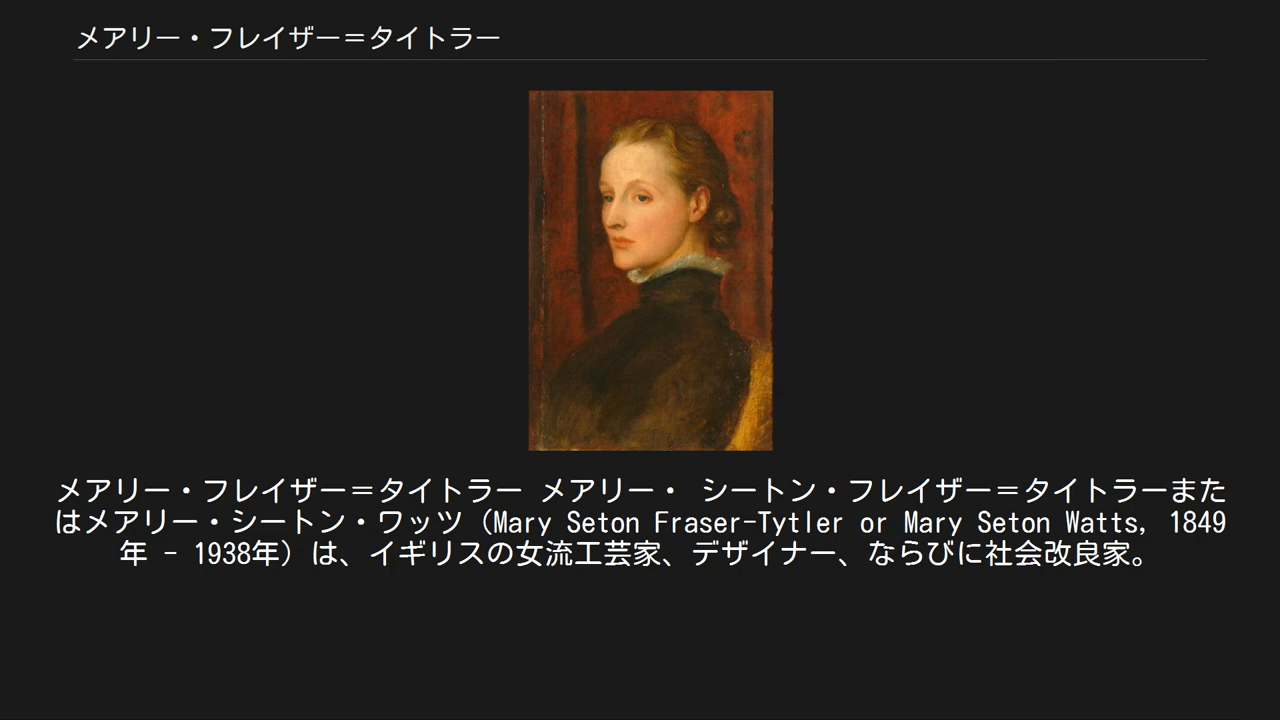 メアリー・フレイザー＝タイトラー
メアリー・フレイザー＝タイトラー メアリー・ シートン・フレイザー＝タイトラーまた
はメアリー・シートン・ワッツ（Mary Seton Fraser-Tytler or Mary Seton Watts, 1849
年 - 1938年）は、イギリスの女流工芸家、デザイナー、ならびに社会改良家。